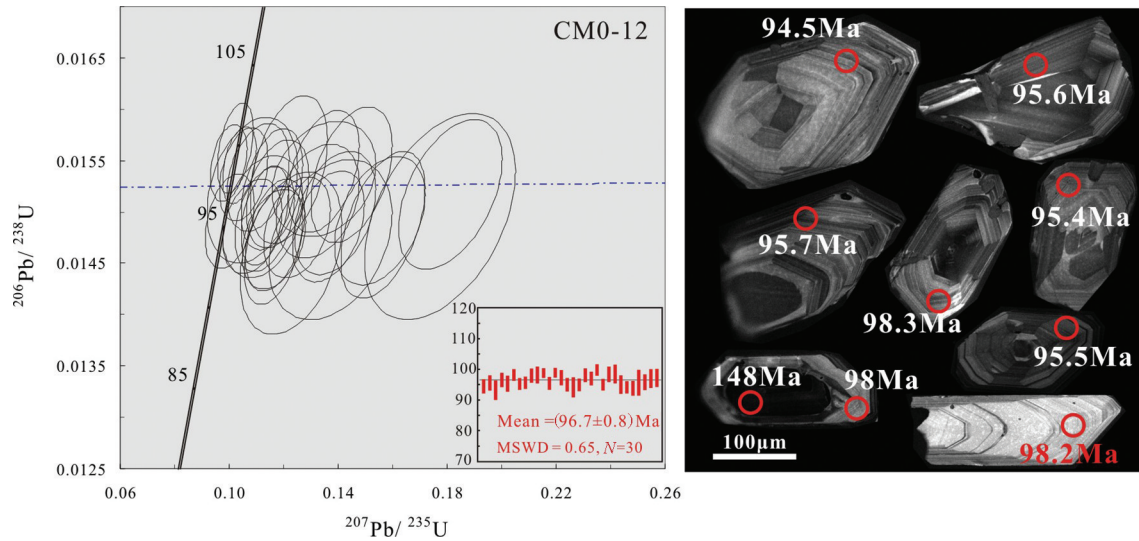 CM0-12
0.0165
0.0155
0.0145
0.0135
0.0125
206Pb/ 238U
105
95
85
0.06
0.10
0.14
0.18
0.22
0.26
207Pb/ 235U
120
110
100
90
80
70
Mean =(96.7±0.8)Ma
MSWD = 0.65, N=30
94.5Ma
95.6Ma
95.7Ma
95.4Ma
98.3Ma
95.5Ma
148Ma
98Ma
98.2Ma
100μm